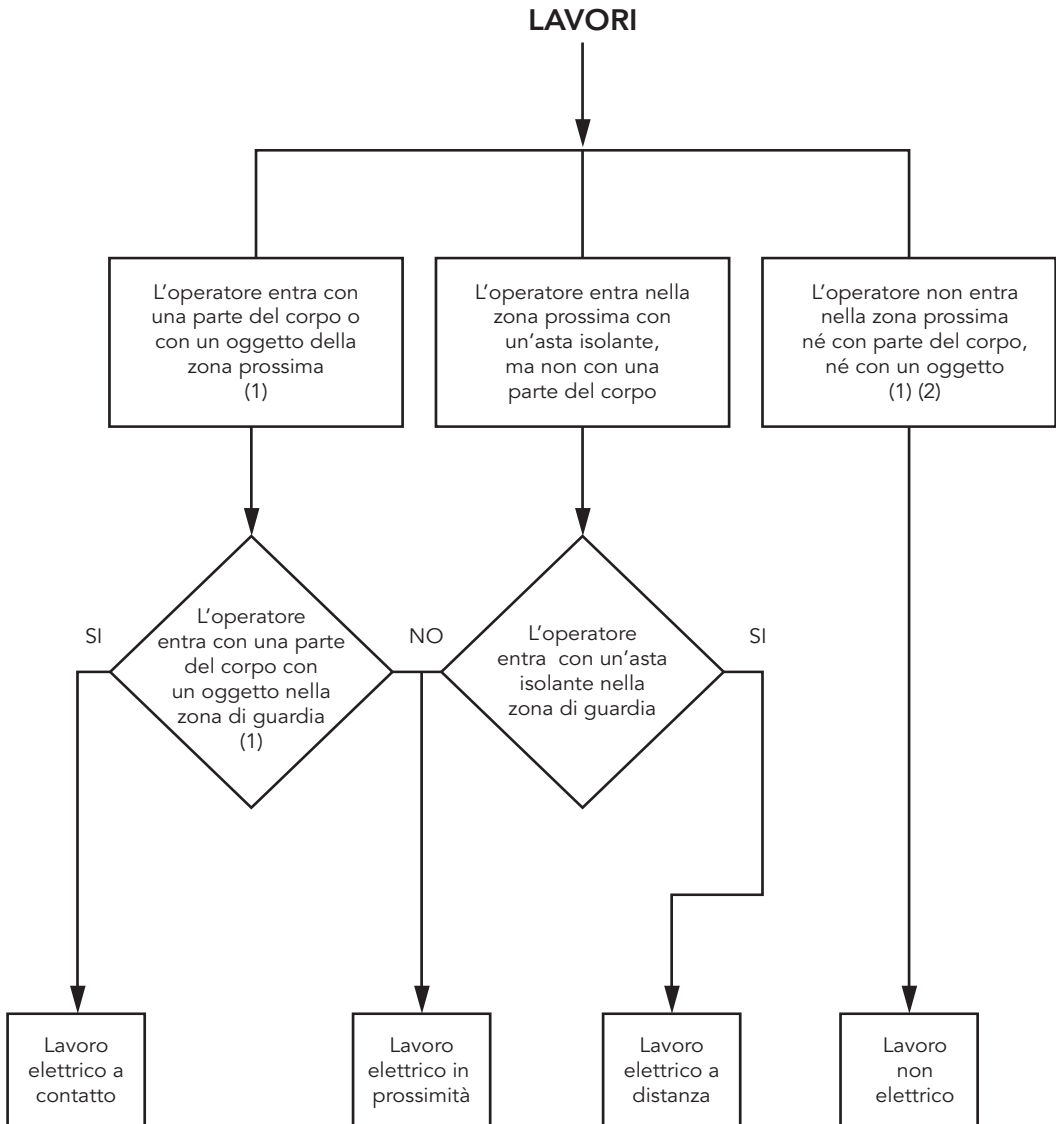 LAVORI
L'operatore entra con
una parte del corpo o
con un oggetto della
zona prossima
(1)
L'operatore entra nella
zona prossima con
un'asta isolante,
ma non con una
parte del corpo
L'operatore non entra
nella zona prossima
né con parte del corpo,
né con un oggetto
(1) (2)
SI
L'operatore
entra con una parte
del corpo con
un oggetto nella
zona di guardia
(1)
NO
L'operatore
entra con un'asta
isolante nella
zona di guardia
SI
Lavoro
elettrico a
contatto
Lavoro
elettrico in
prossimità
Lavoro
elettrico a
distanza
Lavoro
non
elettrico